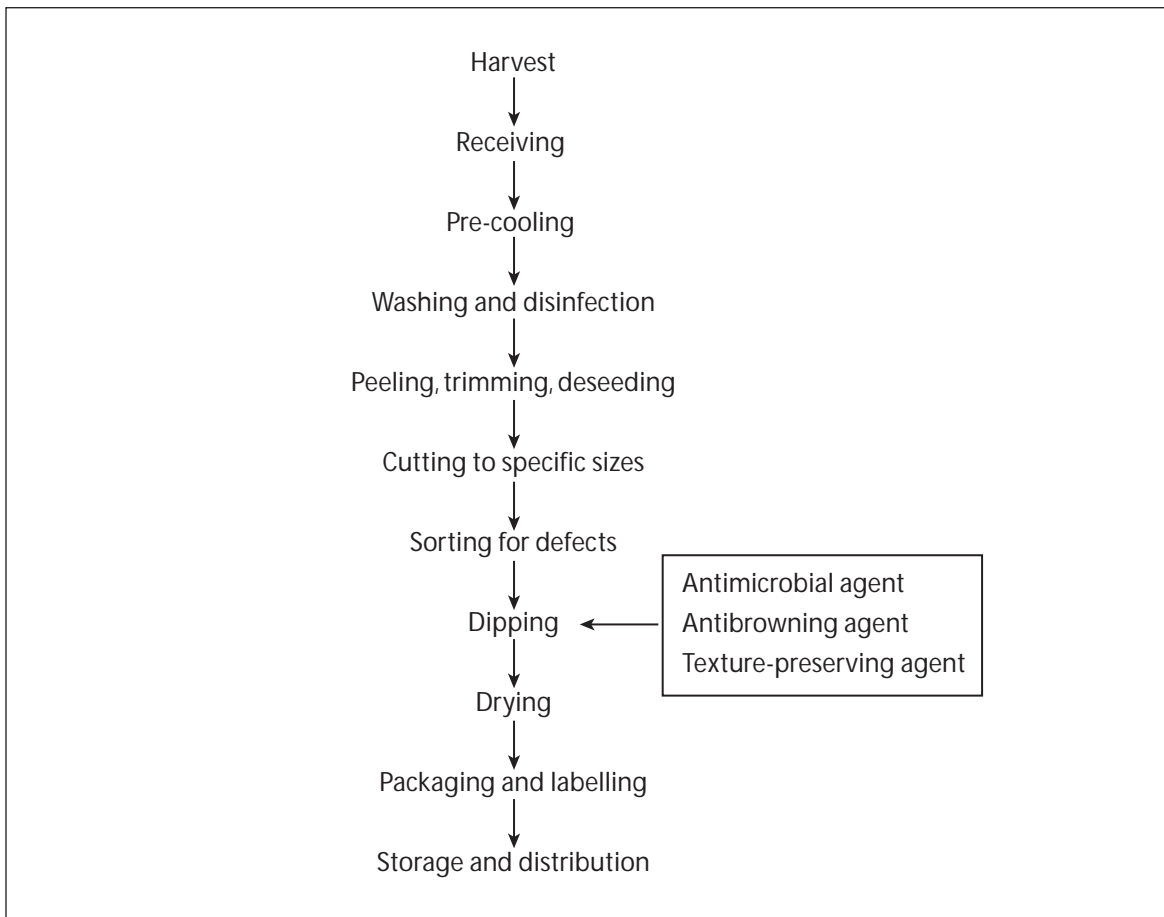 Harvest
Receiving
Pre-cooling
Washing and disinfection
Peeling, trimming, deseeding
Cutting to specific sizes
Sorting for defects
Antimicrobial agent
Dipping
Antibrowning agent
Texture-preserving agent
Drying
Packaging and labelling
Storage and distribution